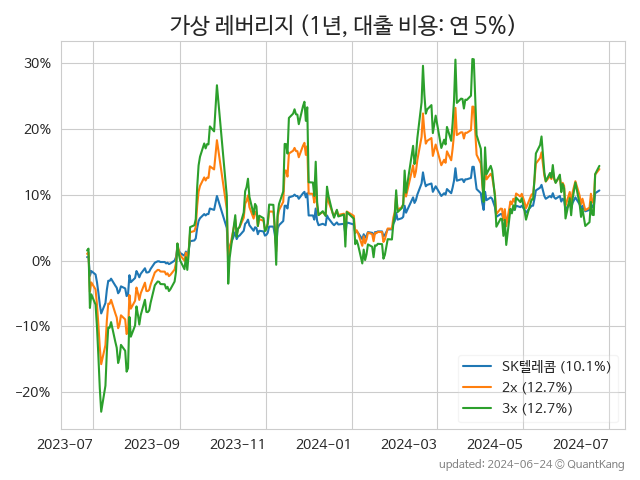 가상 레버리지 (1년, 대출 비용: 연 5%)
30%
20%
10%
0%
−10%
−20%
SK텔레콤 (10.1%)
2x (12.7%)
3x (12.7%)
2023-07 2023-09 2023-11 2024-01 2024-03 2024-05 2024-07
updated: 2024-06-24 © QuantKang